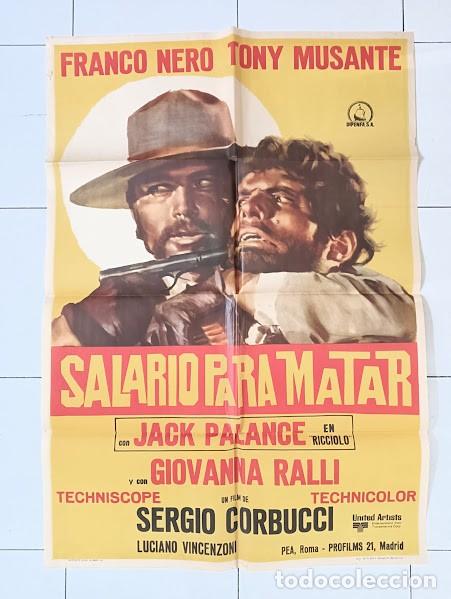 FRANCO NERO TONY MUSANTE
DIPENFA S.A.
SALARIO PARA MATAR
con JACK PALANCE EN "RICCIOLO"
y con GIOVANNA RALLI
TECHNISCOPE UN FILM DE TECHNICOLOR
SERGIO CORBUCCI
United Artists
LUCIANO VINCENZONI
PEA, Roma - PROFILMS 21, Madrid
todocoleccion